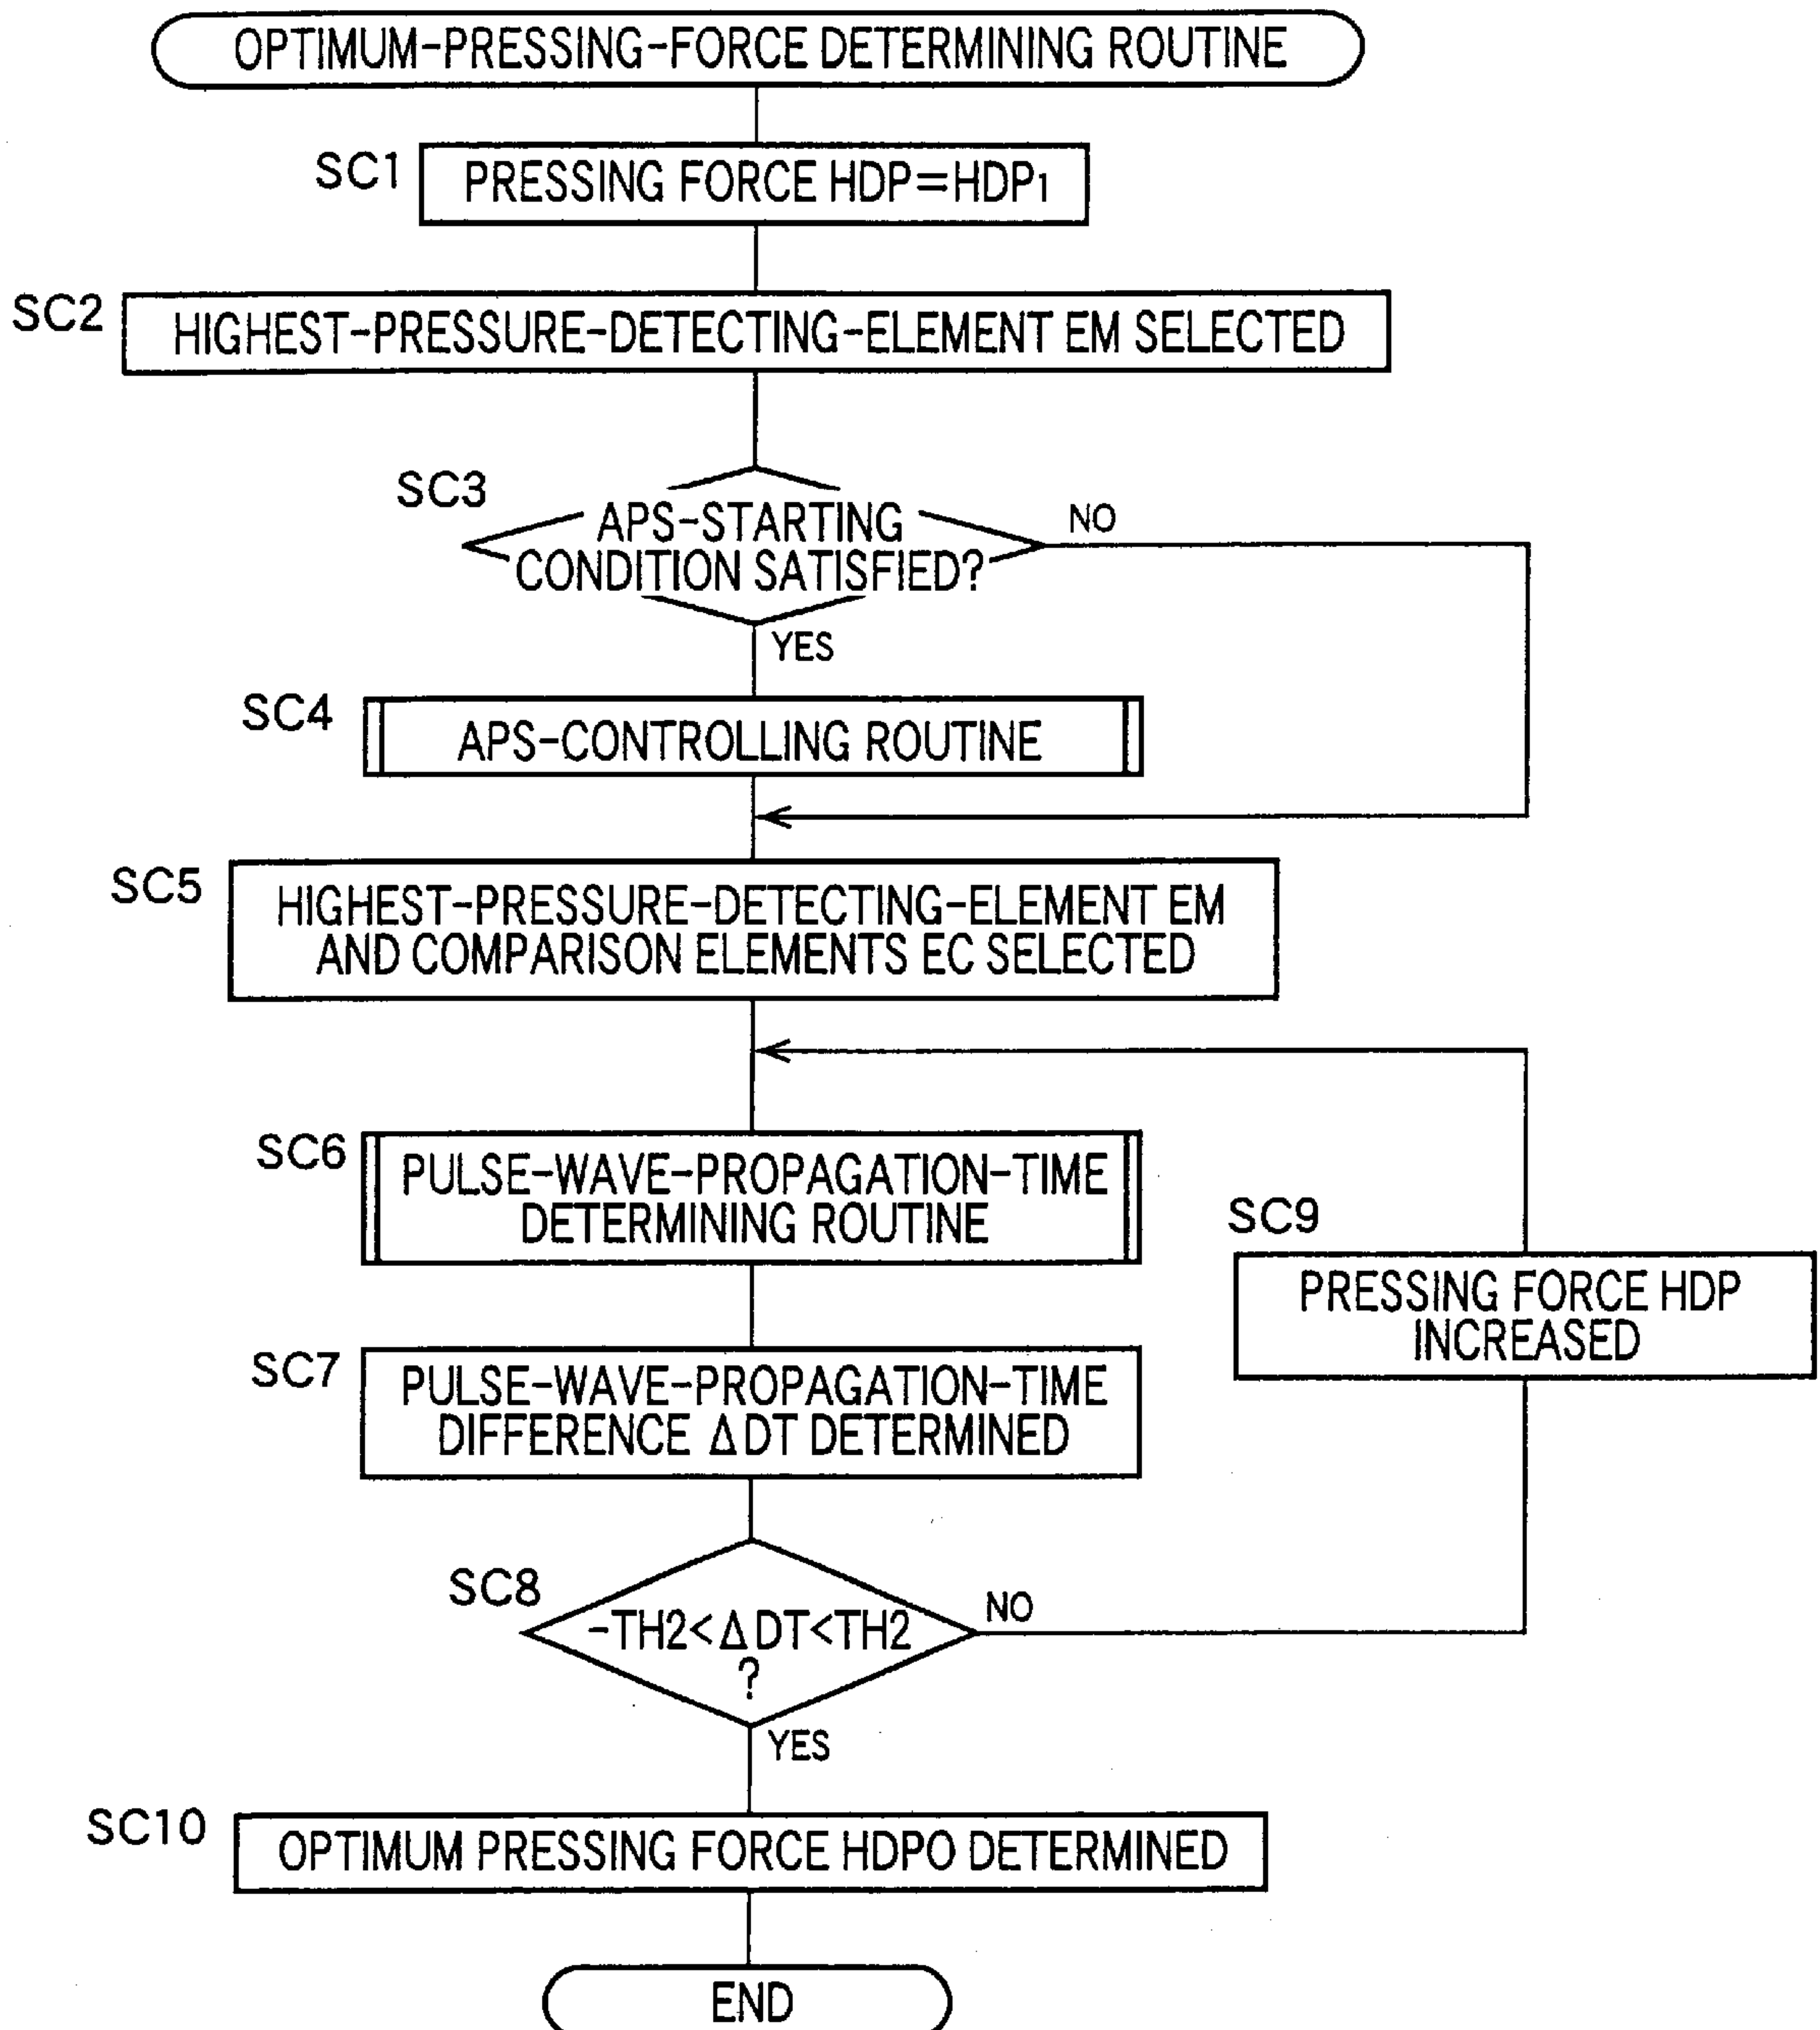 OPTIMUM-PRESSING-FORCE DETERMINING ROUTINE
SC1
PRESSING FORCE HDP=HDP1
SC2
HIGHEST-PRESSURE-DETECTING-ELEMENT EM SELECTED
SC3
APS-STARTING
CONDITION SATISFIED?
NO
YES
SC4
APS-CONTROLLING ROUTINE
SC5
HIGHEST-PRESSURE-DETECTING-ELEMENT EM
AND COMPARISON ELEMENTS EC SELECTED
SC6
PULSE-WAVE-PROPAGATION-TIME
DETERMINING ROUTINE
SC9
PRESSING FORCE HDP
INCREASED
SC7
PULSE-WAVE-PROPAGATION-TIME
DIFFERENCE ΔDT DETERMINED
SC8
-TH2<ΔDT<TH2
?
NO
YES
SC10
OPTIMUM PRESSING FORCE HDPO DETERMINED
END